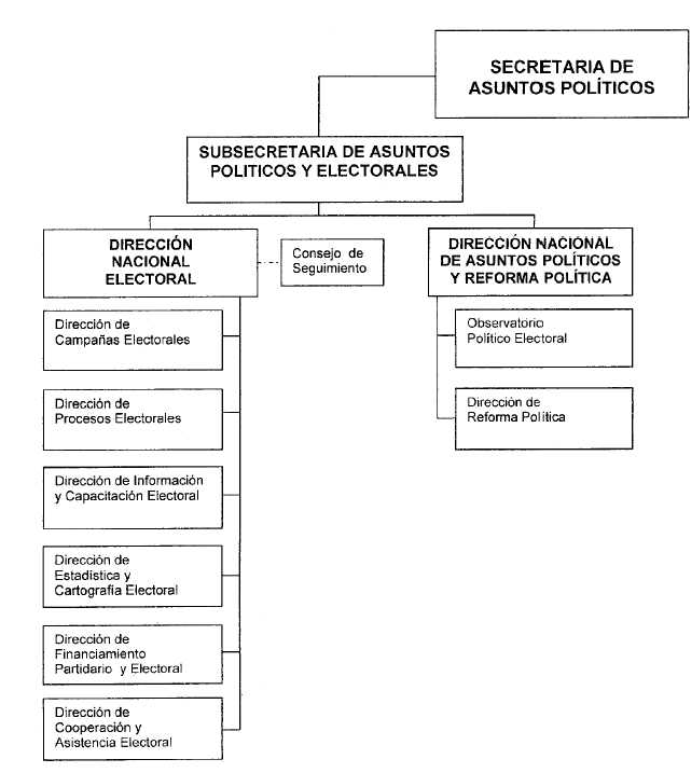 SECRETARIA DE
ASUNTOS POLÍTICOS
SUBSECRETARIA DE ASUNTOS
POLITICOS Y ELECTORALES
DIRECCIÓN
NACIONAL
ELECTORAL
Consejo de
Seguimiento
DIRECCIÓN NACIONAL
DE ASUNTOS POLÍTICOS
Y REFORMA POLÍTICA
Dirección de
Campañas Electorales
Dirección de
Procesos Electorales
Dirección de Información
y Capacitación Electoral
Dirección de
Estadística y
Cartografía Electoral
Dirección de
Financiamiento
Partidario y Electoral
Dirección de
Cooperación y
Asistencia Electoral
Observatorio
Político Electoral
Dirección de
Reforma Política